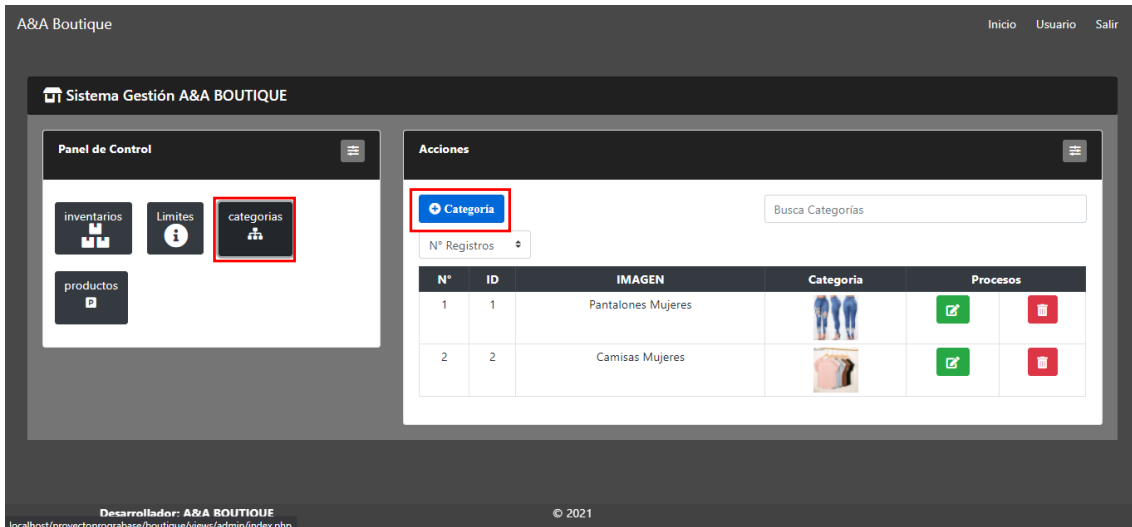 A&A Boutique
Inicio Usuario Salir
Sistema Gestión A&A BOUTIQUE
Panel de Control
inventarios
Limites
categorias
productos
P
Acciones
Categoría
Busca Categorías
N° Registros
N° ID IMAGEN Categoria Procesos
1 1 Pantalones Mujeres
2 2 Camisas Mujeres
Desarrollador: A&A BOUTIQUE
© 2021
localhost/proyectoprograbase/boutique/views/admin/index.php